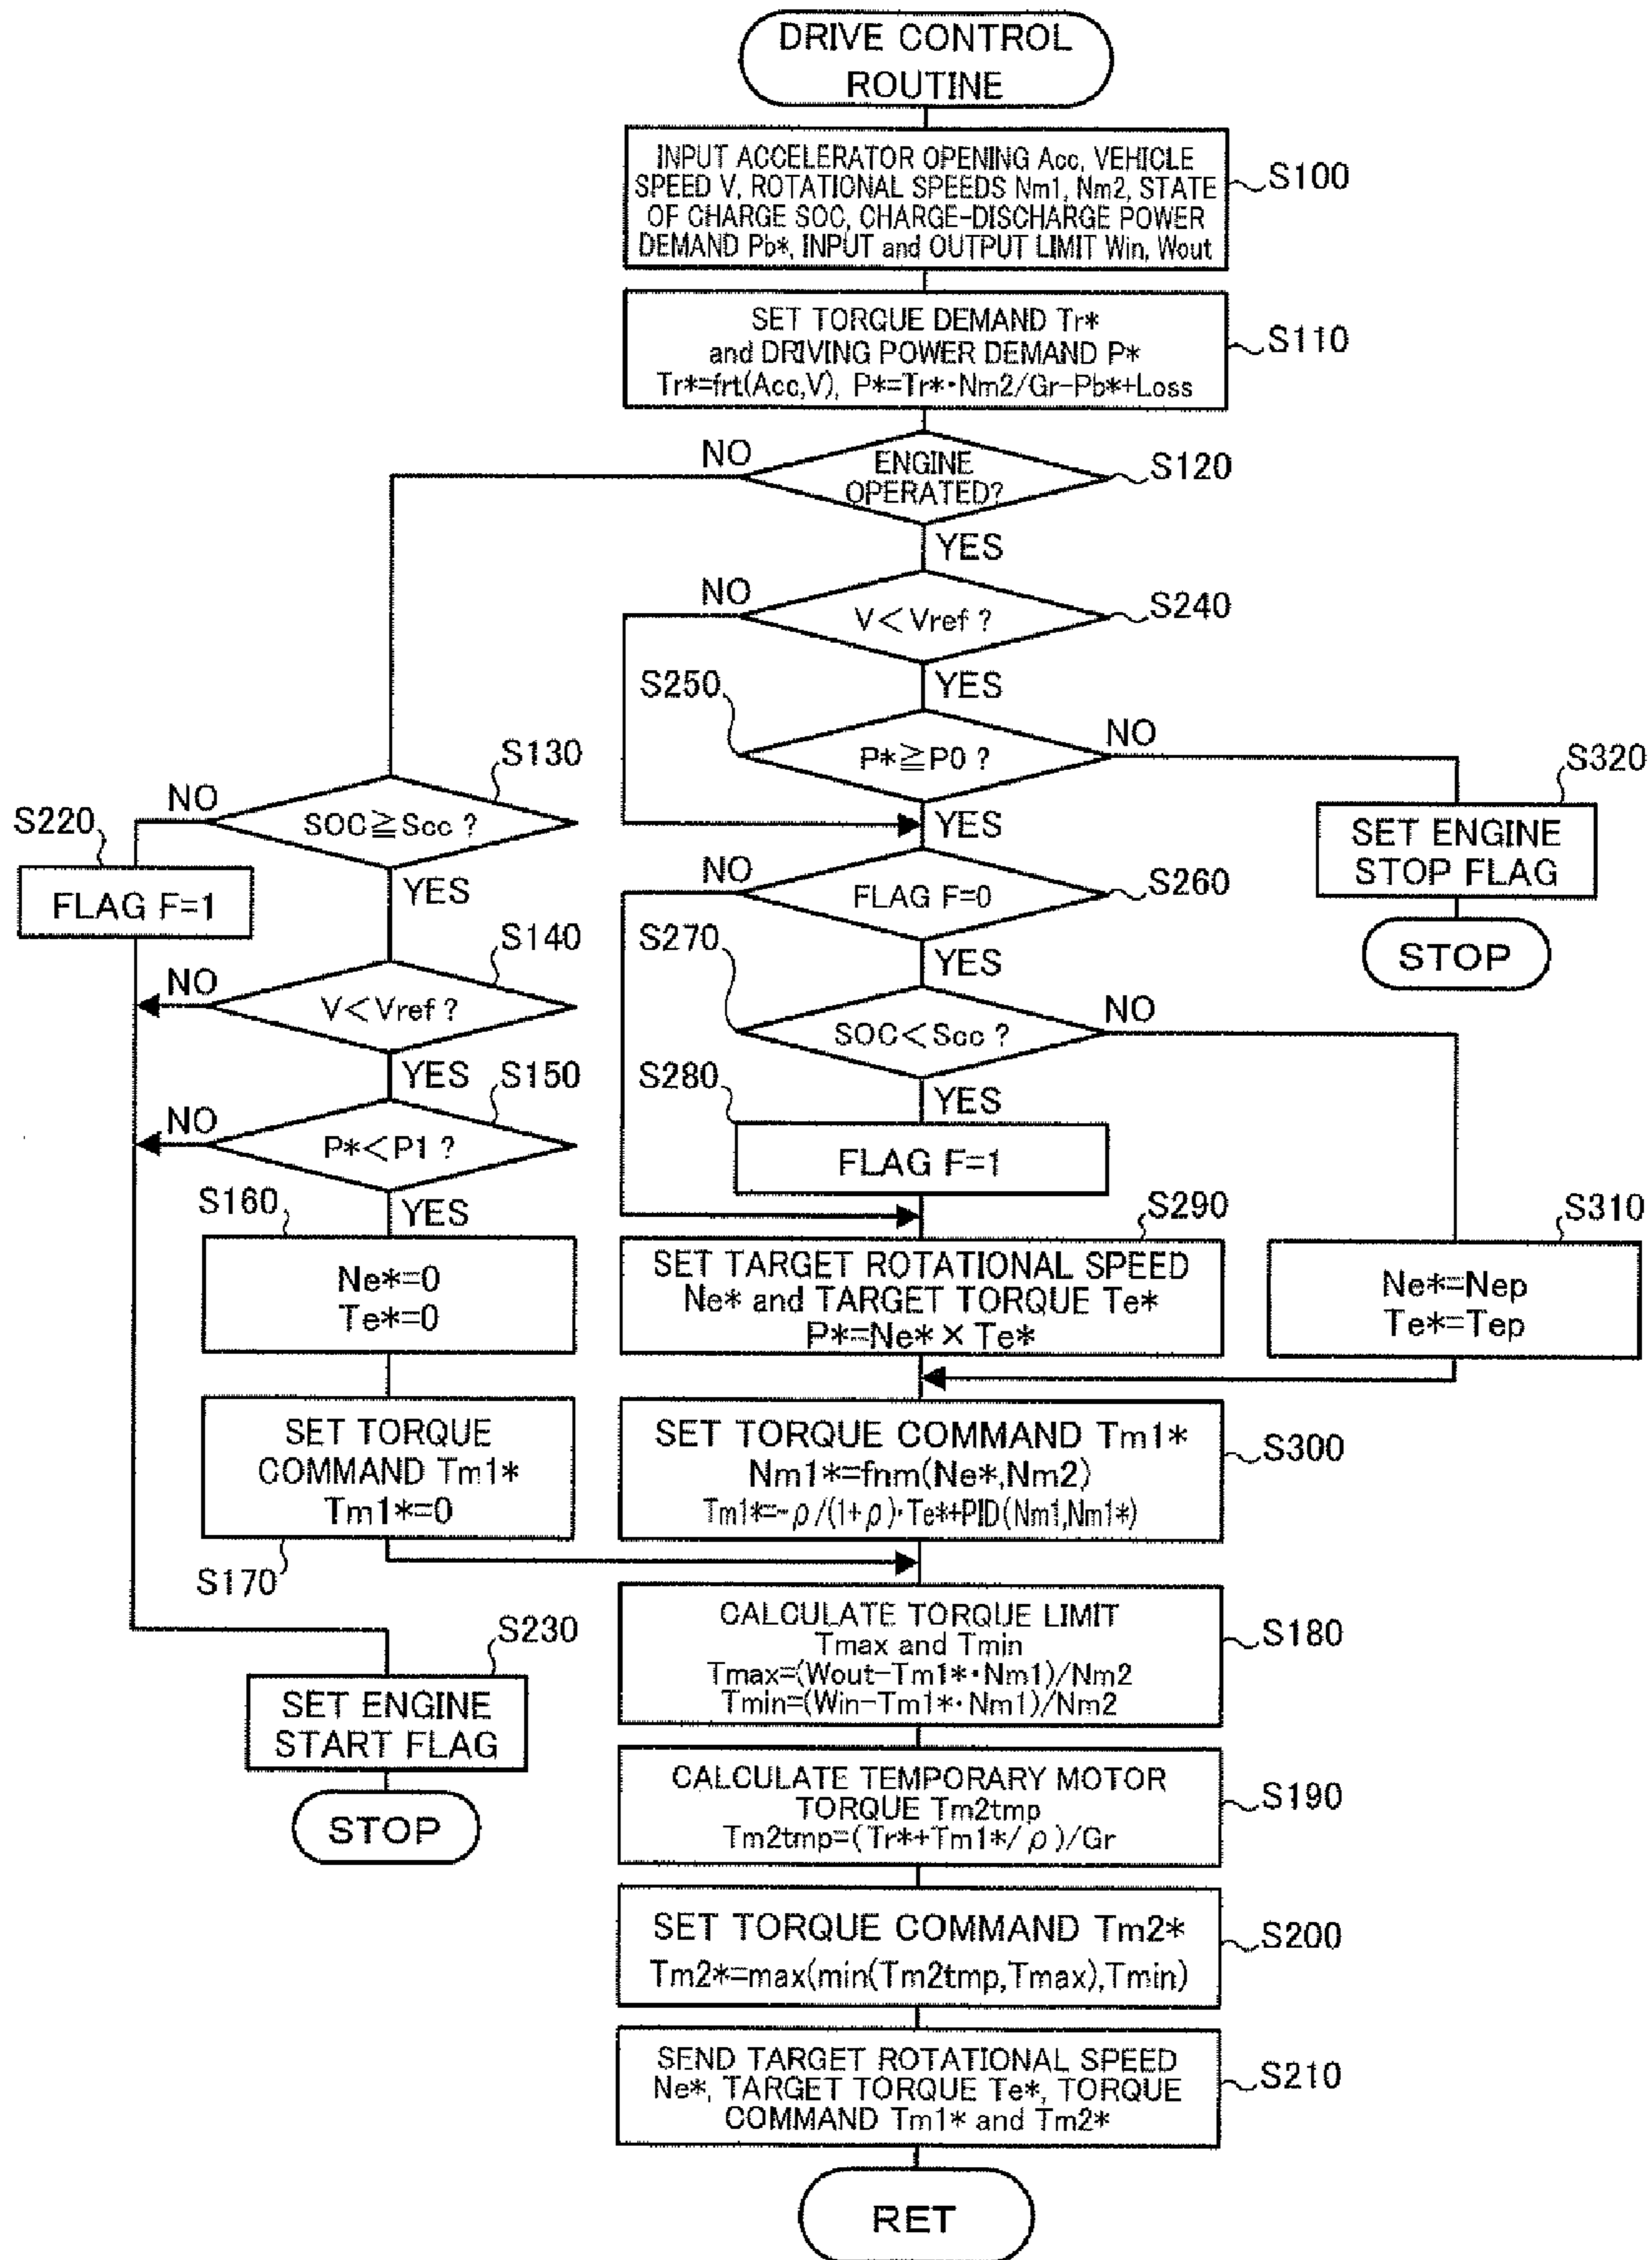 DRIVE CONTROL
ROUTINE
INPUT ACCELERATOR OPENING Acc, VEHICLE
SPEED V, ROTATIONAL SPEEDS Nm1, Nm2, STATE
OF CHARGE SOC, CHARGE-DISCHARGE POWER
DEMAND Pb*, INPUT and OUTPUT LIMIT Win, Wout
S100
SET TORQUE DEMAND Tr*
and DRIVING POWER DEMAND P*
Tr*=frt(Acc,V), P*=Tr*·Nm2/Gr-Pb*+Loss
S110
ENGINE
OPERATED?
S120
NO
YES
V<Vref ?
S240
NO
YES
S250
P*≧P0 ?
NO
YES
S320
SET ENGINE
STOP FLAG
STOP
S130
SOC≧Scc ?
NO
YES
S220
FLAG F=1
S140
V<Vref ?
NO
YES
S150
P*<P1 ?
NO
YES
S160
Ne*=0
Te*=0
SET TORQUE
COMMAND Tm1*
Tm1*=0
S170
S230
SET ENGINE
START FLAG
STOP
FLAG F=0
S260
NO
YES
S270
SOC<Scc ?
NO
YES
S280
FLAG F=1
S290
SET TARGET ROTATIONAL SPEED
Ne* and TARGET TORQUE Te*
P*=Ne*×Te*
S310
Ne*=Nep
Te*=Tep
SET TORQUE COMMAND Tm1*
Nm1*=fnm(Ne*,Nm2)
Tm1*=-ρ/(1+ρ)·Te*+PID(Nm1,Nm1*)
S300
CALCULATE TORQUE LIMIT
Tmax and Tmin
Tmax=(Wout-Tm1*·Nm1)/Nm2
Tmin=(Win-Tm1*·Nm1)/Nm2
S180
CALCULATE TEMPORARY MOTOR
TORQUE Tm2tmp
Tm2tmp=(Tr*+Tm1*/ρ)/Gr
S190
SET TORQUE COMMAND Tm2*
Tm2*=max(min(Tm2tmp,Tmax),Tmin)
S200
SEND TARGET ROTATIONAL SPEED
Ne*, TARGET TORQUE Te*, TORQUE
COMMAND Tm1* and Tm2*
S210
RET